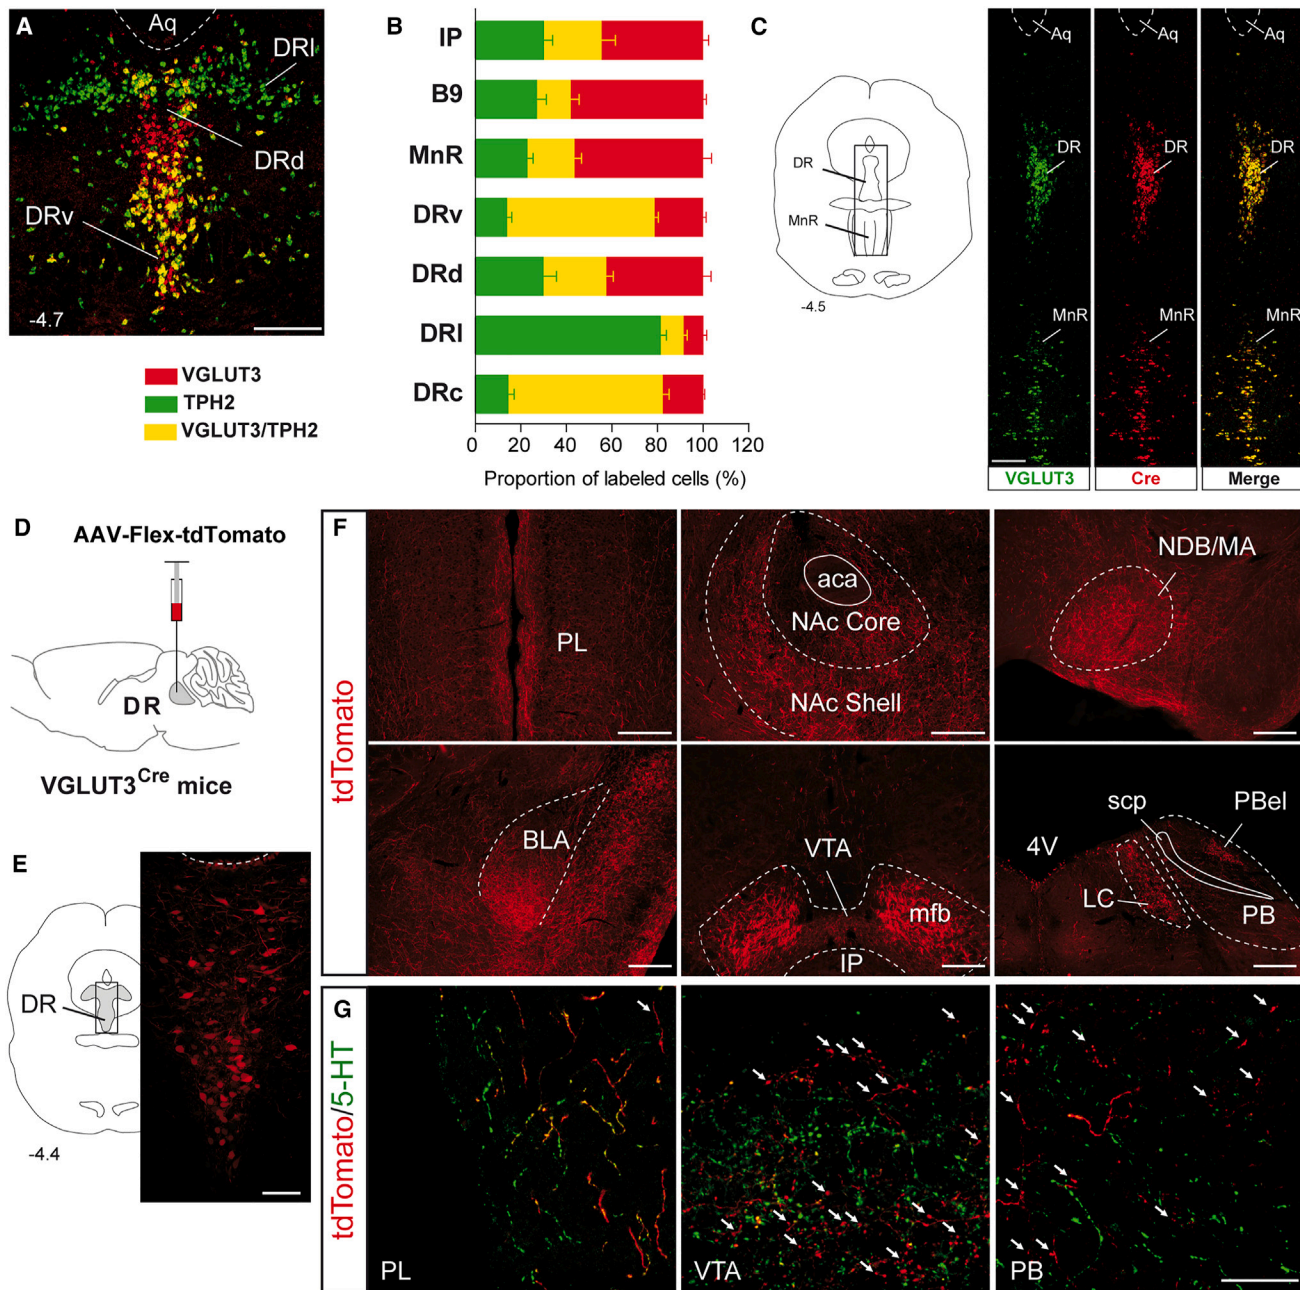 A
Aq
DRl
DRd
DRv
-4.7
VGLUT3
TPH2
VGLUT3/TPH2
B
IP
B9
MnR
DRv
DRd
DRl
DRc
0 20 40 60 80 100 120
Proportion of labeled cells (%)
C
DR
MnR
-4.5
Aq Aq Aq
DR DR DR
MnR MnR MnR
VGLUT3 Cre Merge
D
AAV-Flex-tdTomato
DR
VGLUT3Cre mice
E
DR
-4.4
F
tdTomato
PL
aca
NAc Core
NAc Shell
NDB/MA
BLA
VTA
mfb
IP
scp
PBel
4V
LC
PB
G
tdTomato/5-HT
PL
VTA
PB